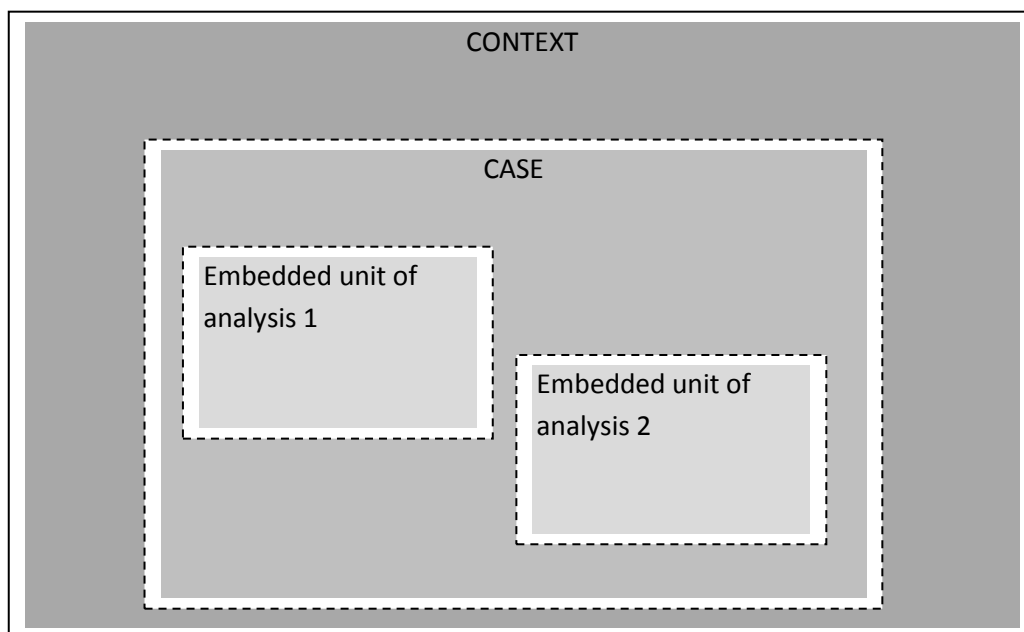 CONTEXT
CASE
Embedded unit of
analysis 1
Embedded unit of
analysis 2